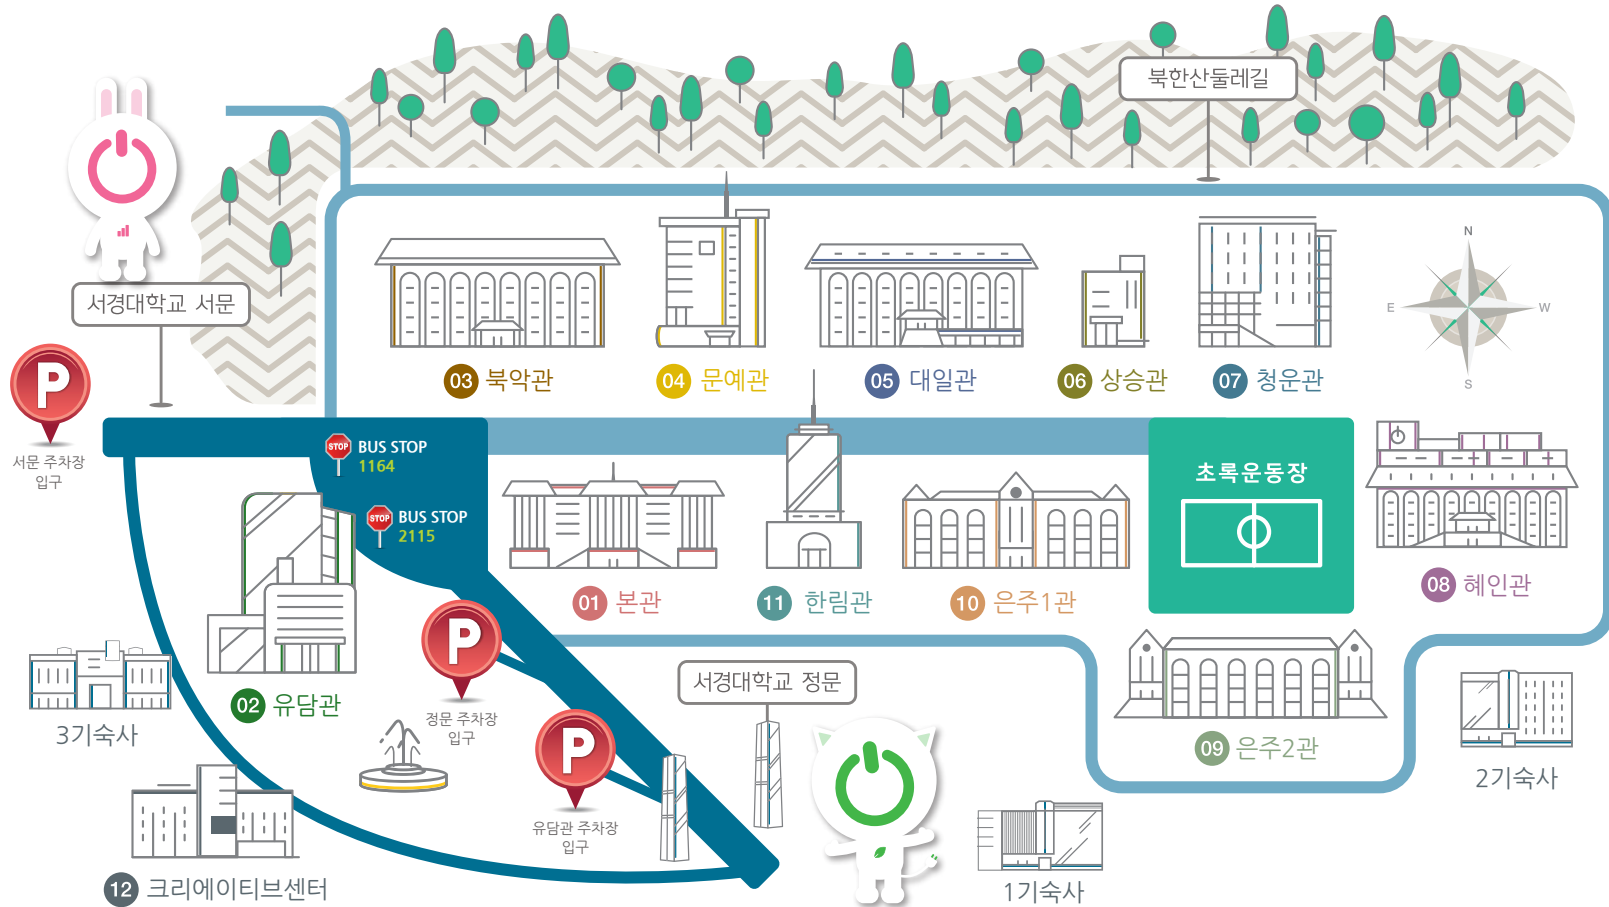 북한산둘레길
서경대학교 서문
N
E
W
S
03 북악관
04 문예관
05 대일관
06 상승관
07 청운관
P
서문 주차장
입구
STOP
BUS STOP
1164
STOP
BUS STOP
2115
초록운동장
01 본관
11 한림관
10 은주1관
08 혜인관
P
정문 주차장
입구
02 유담관
3기숙사
서경대학교 정문
P
유담관 주차장
입구
09 은주2관
2기숙사
12 크리에이티브센터
1기숙사